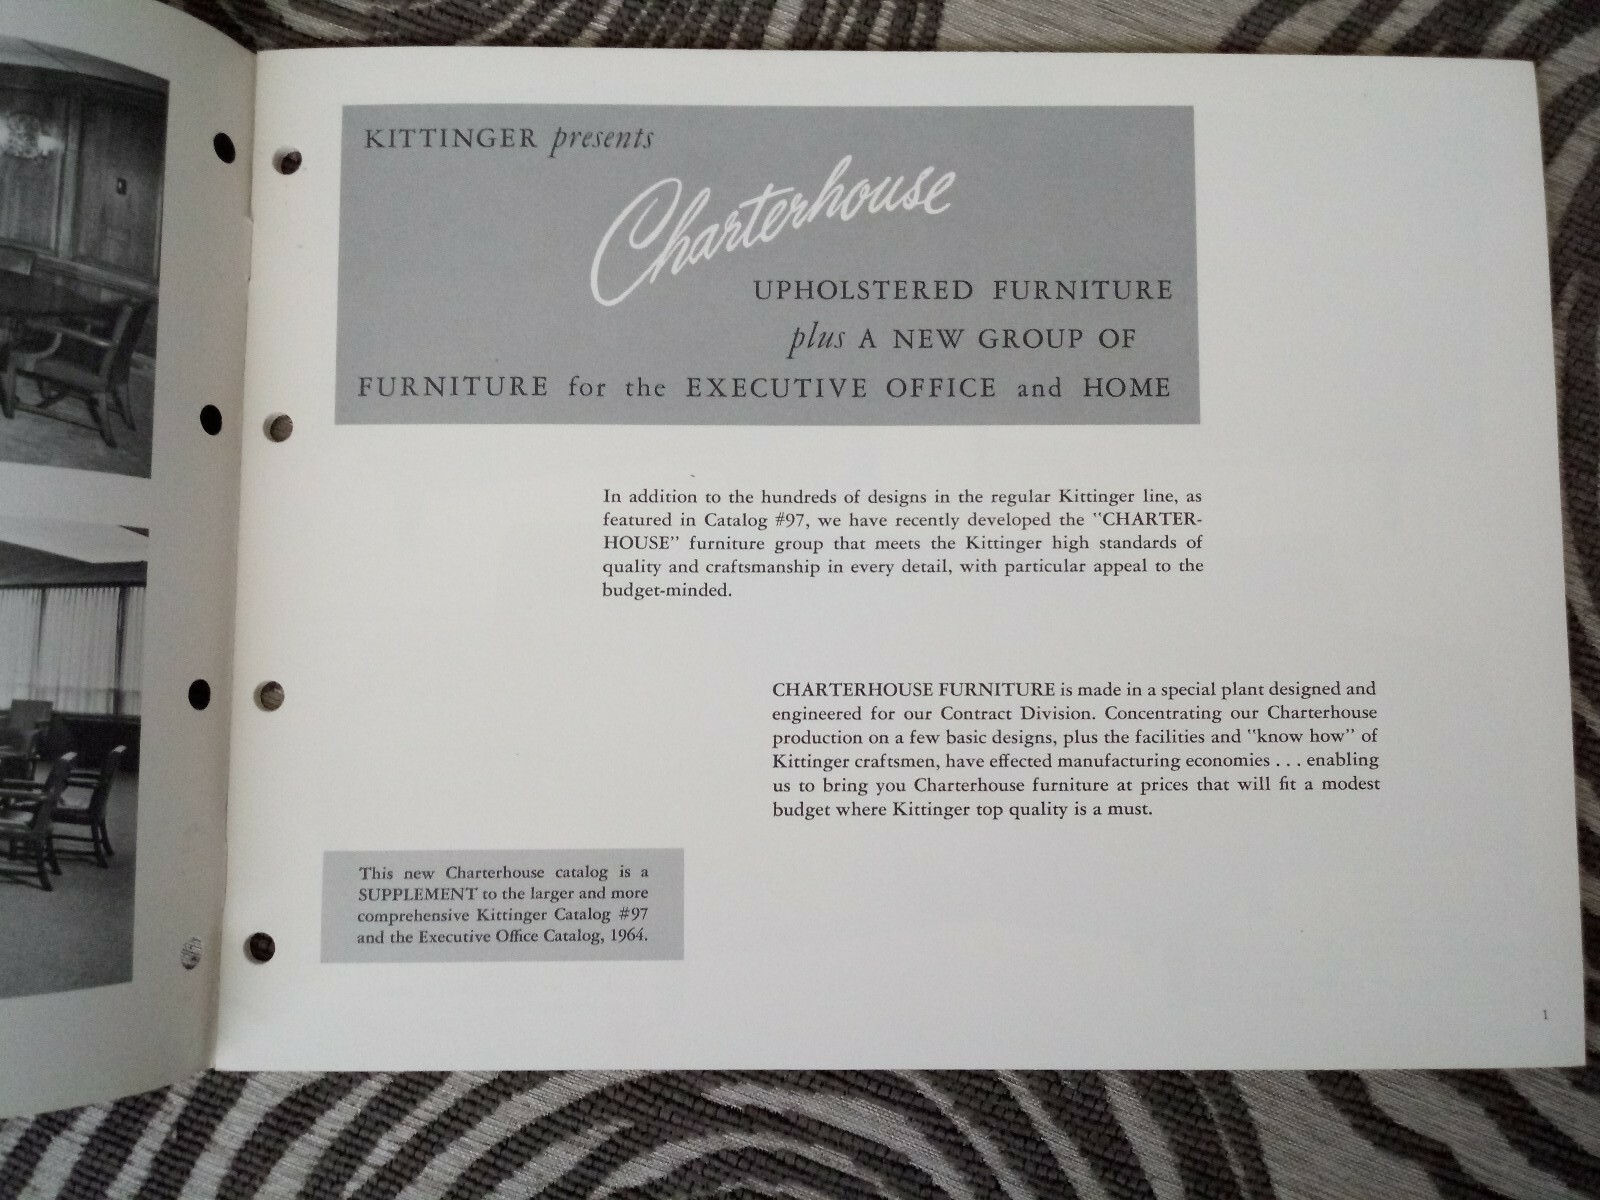 KITTINGER presents
Charterhouse
UPHOLSTERED FURNITURE
plus A NEW GROUP OF
FURNITURE for the EXECUTIVE OFFICE and HOME
In addition to the hundreds of designs in the regular Kittinger line, as
featured in Catalog #97, we have recently developed the "CHARTER-
HOUSE" furniture group that meets the Kittinger high standards of
quality and craftsmanship in every detail, with particular appeal to the
budget-minded.
CHARTERHOUSE FURNITURE is made in a special plant designed and
engineered for our Contract Division. Concentrating our Charterhouse
production on a few basic designs, plus the facilities and "know how" of
Kittinger craftsmen, have effected manufacturing economies . . . enabling
us to bring you Charterhouse furniture at prices that will fit a modest
budget where Kittinger top quality is a must.
This new Charterhouse catalog is a
SUPPLEMENT to the larger and more
comprehensive Kittinger Catalog #97
and the Executive Office Catalog, 1964.
1